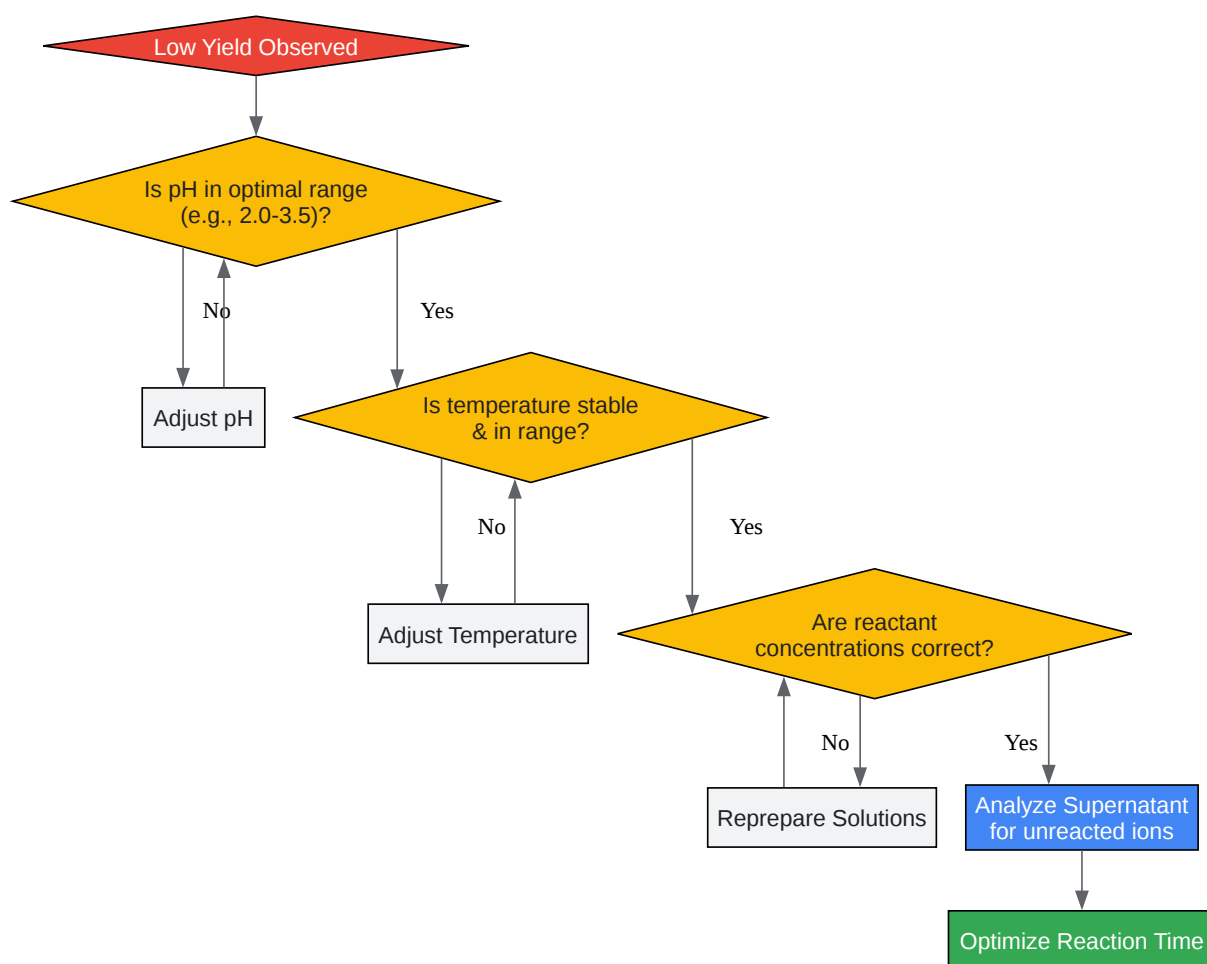 Low Yield Observed
Is pH in optimal range
(e.g., 2.0-3.5)?
No
Yes
Adjust pH
Is temperature stable
& in range?
No
Yes
Adjust Temperature
Are reactant
concentrations correct?
No
Yes
Reprepare Solutions
Analyze Supernatant
for unreacted ions
Optimize Reaction Time